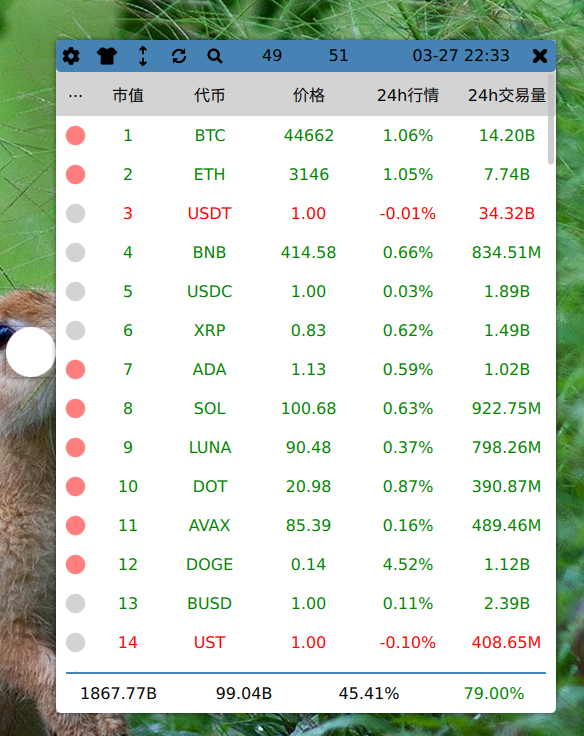 49 51 03-27 22:33
... 市值 代币 价格 24h行情 24h交易量
1 BTC 44662 1.06% 14.20B
2 ETH 3146 1.05% 7.74B
3 USDT 1.00 -0.01% 34.32B
4 BNB 414.58 0.66% 834.51M
5 USDC 1.00 0.03% 1.89B
6 XRP 0.83 0.62% 1.49B
7 ADA 1.13 0.59% 1.02B
8 SOL 100.68 0.63% 922.75M
9 LUNA 90.48 0.37% 798.26M
10 DOT 20.98 0.87% 390.87M
11 AVAX 85.39 0.16% 489.46M
12 DOGE 0.14 4.52% 1.12B
13 BUSD 1.00 0.11% 2.39B
14 UST 1.00 -0.10% 408.65M
1867.77B 99.04B 45.41% 79.00%